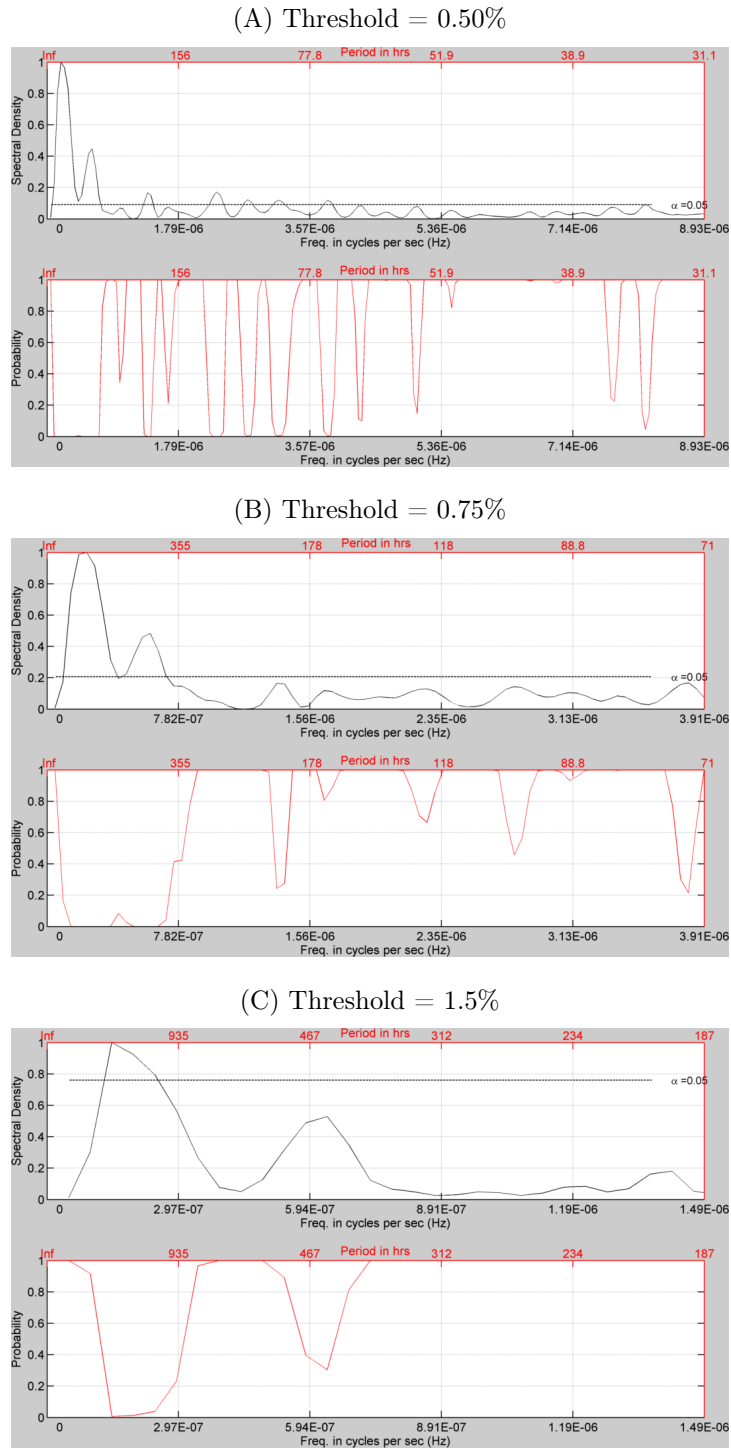 (A) Threshold = 0.50%
Inf 156 Period in hrs 77.8 51.9 38.9 31.1
Spectral Density
1
0.8
0.6
0.4
0.2
0
α =0.05
0 1.79E-06 3.57E-06 5.36E-06 7.14E-06 8.93E-06
Freq. in cycles per sec (Hz)
Inf 156 Period in hrs 77.8 51.9 38.9 31.1
Probability
1
0.8
0.6
0.4
0.2
0
0 1.79E-06 3.57E-06 5.36E-06 7.14E-06 8.93E-06
Freq. in cycles per sec (Hz)
(B) Threshold = 0.75%
Inf 355 178 Period in hrs 118 88.8 71
Spectral Density
1
0.8
0.6
0.4
0.2
0
α =0.05
0 7.82E-07 1.56E-06 2.35E-06 3.13E-06 3.91E-06
Freq. in cycles per sec (Hz)
Inf 355 178 Period in hrs 118 88.8 71
Probability
1
0.8
0.6
0.4
0.2
0
0 7.82E-07 1.56E-06 2.35E-06 3.13E-06 3.91E-06
Freq. in cycles per sec (Hz)
(C) Threshold = 1.5%
Inf 935 467 Period in hrs 312 234 187
Spectral Density
1
0.8
0.6
0.4
0.2
0
α =0.05
0 2.97E-07 5.94E-07 8.91E-07 1.19E-06 1.49E-06
Freq. in cycles per sec (Hz)
Inf 935 467 Period in hrs 312 234 187
Probability
1
0.8
0.6
0.4
0.2
0
0 2.97E-07 5.94E-07 8.91E-07 1.19E-06 1.49E-06
Freq. in cycles per sec (Hz)